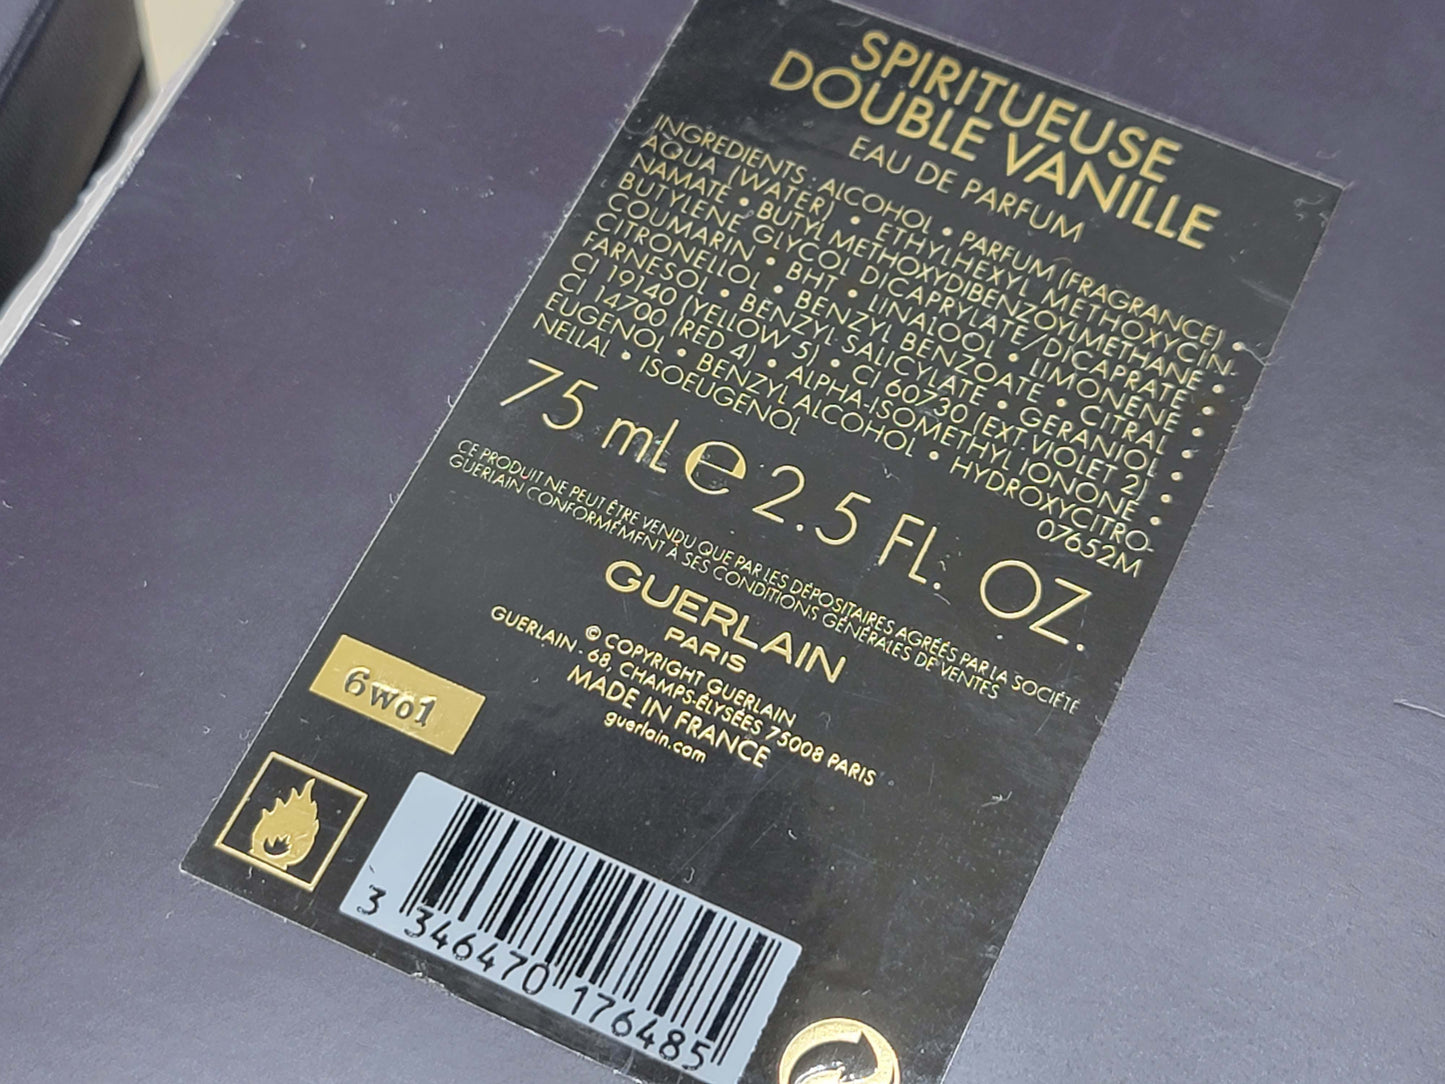 SPIRITUEUSE
DOUBLE VANILLE
EAU DE PARFUM
INGREDIENTS: ALCOHOL • PARFUM (FRAGRANCE) •
AQUA (WATER) • ETHYLHEXYL METHOXYCIN-
NAMATE • BUTYL METHOXYDIBENZOYLMETHANE •
BUTYLENE GLYCOL DICAPRYLATE/DICAPRATE •
COUMARIN • BHT • LINALOOL • LIMONENE •
CITRONELLOL • BENZYL BENZOATE • CITRAL •
FARNESOL • BENZYL SALICYLATE • GERANIOL •
CI 19140 (YELLOW 5) • CI 60730 (EXT. VIOLET 2) •
CI 14700 (RED 4) • ALPHA-ISOMETHYL IONONE •
EUGENOL • BENZYL ALCOHOL • HYDROXYCITRO-
NELLAL • ISOEUGENOL 07652M
75 mL e 2.5 FL. OZ.
CE PRODUIT NE PEUT ÊTRE VENDU QUE PAR LES DÉPOSITAIRES AGRÉÉS PAR LA SOCIÉTÉ
GUERLAIN CONFORMÉMENT À SES CONDITIONS GÉNÉRALES DE VENTES
GUERLAIN
PARIS
© COPYRIGHT GUERLAIN
GUERLAIN - 68, CHAMPS-ÉLYSÉES 75008 PARIS
MADE IN FRANCE
guerlain.com
6W01
3 346470 176485